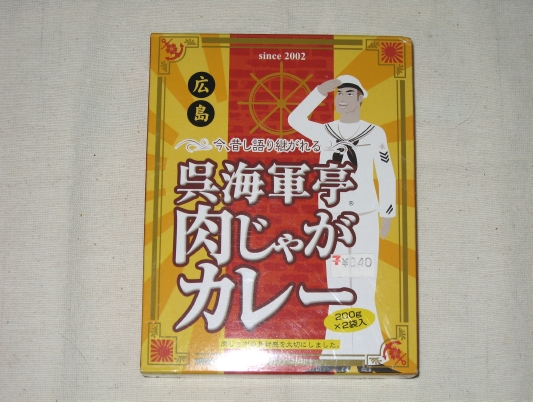 since 2002
広島
今、昔し語り継がれる
呉海軍亭
®
肉じゃが
カレー
¥840
200g
×2袋入